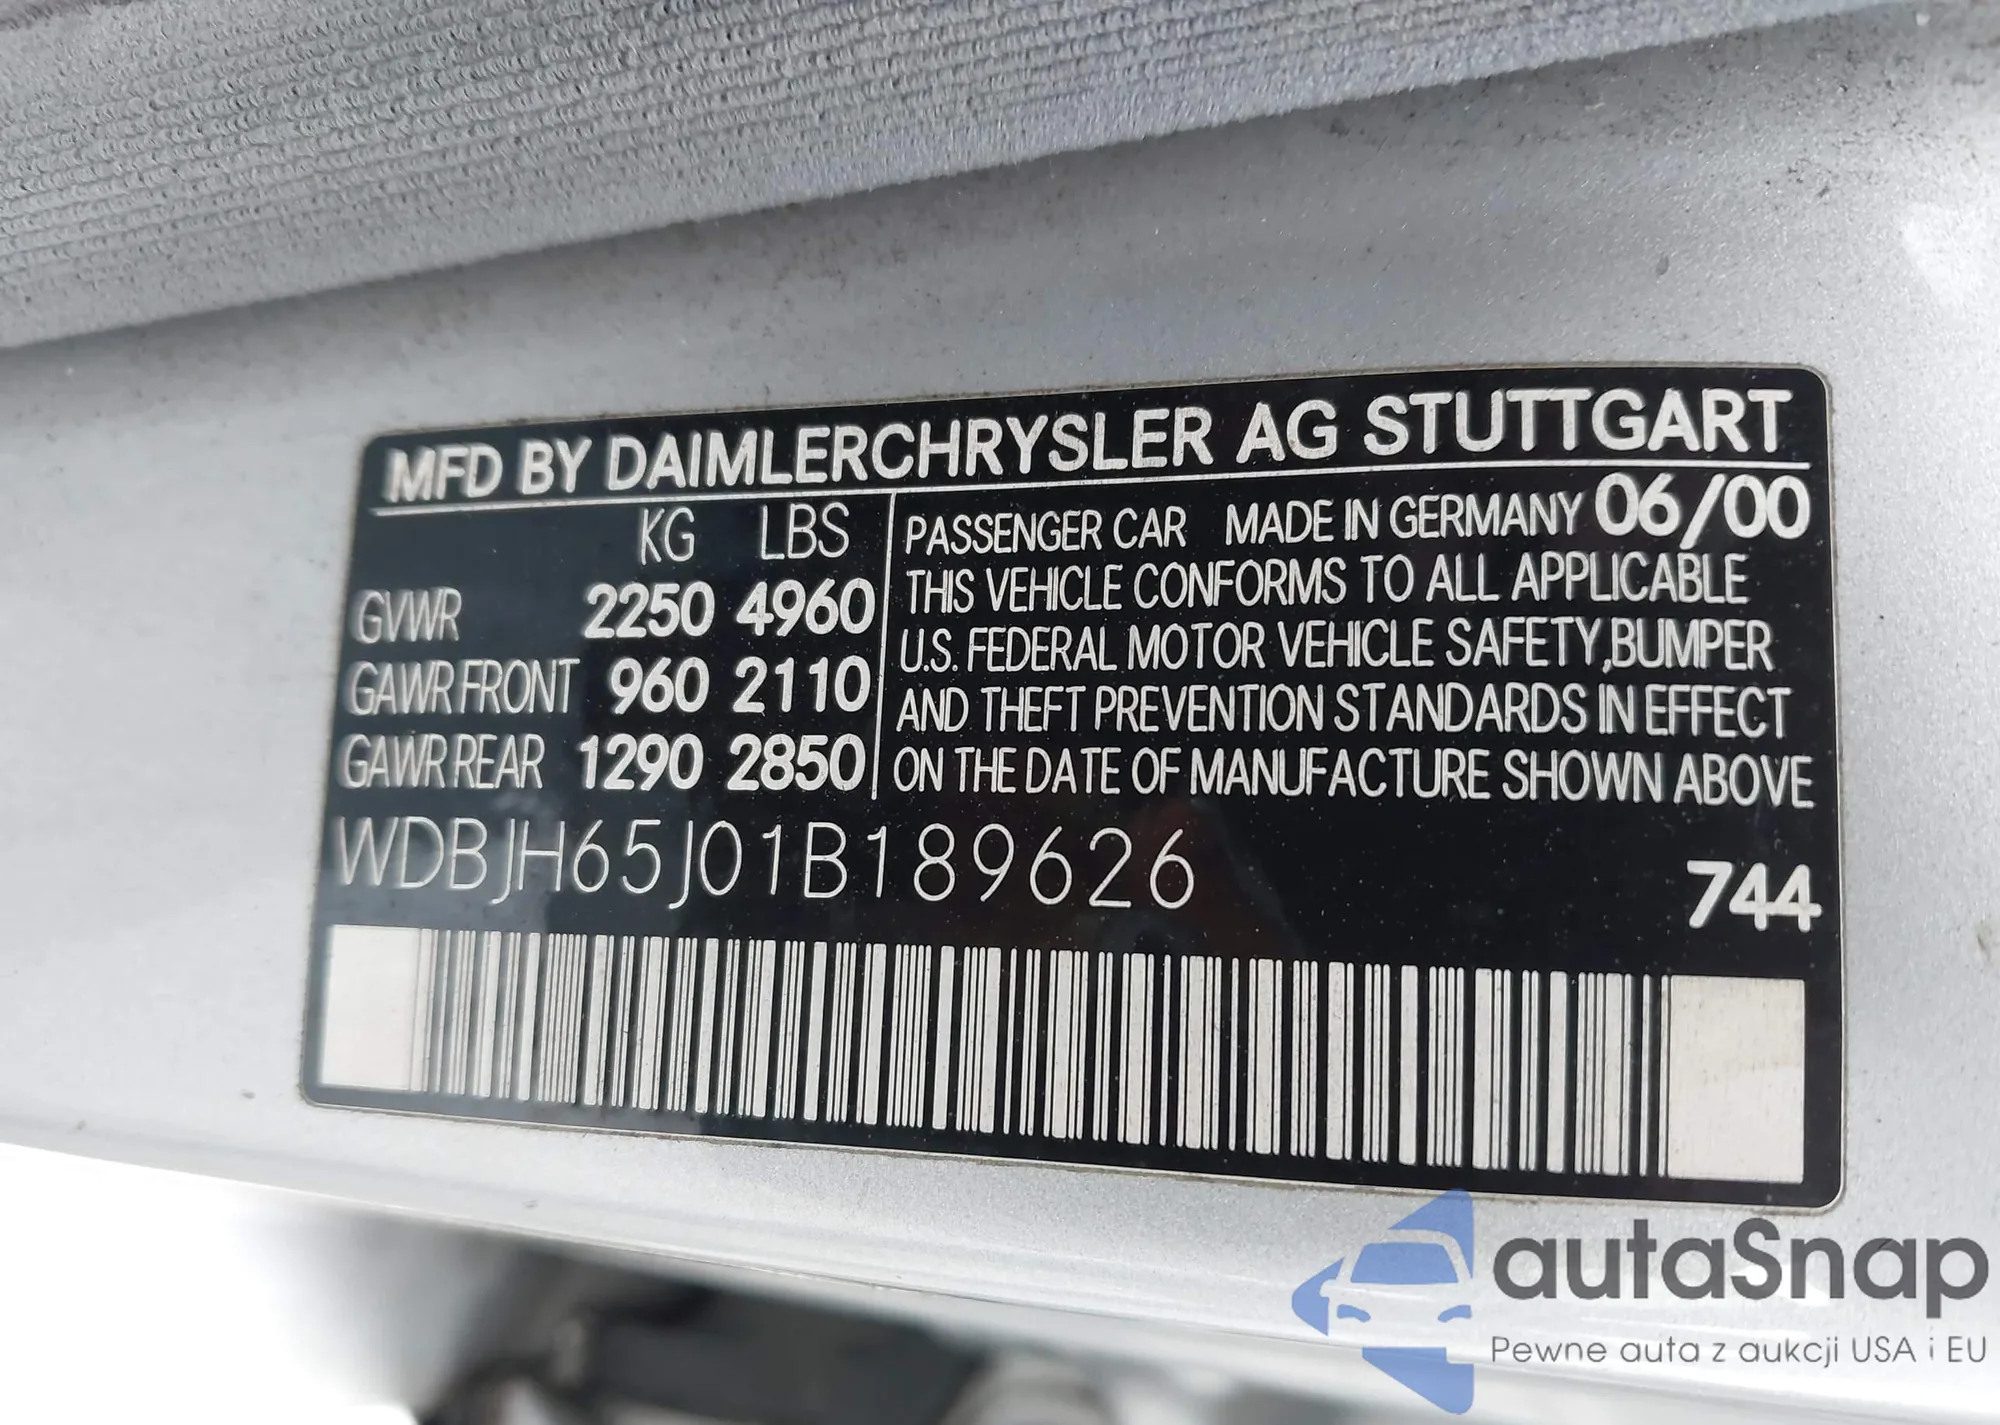 MFD BY DAIMLERCHRYSLER AG STUTTGART
KG LBS
GVWR 2250 4960
GAWR FRONT 960 2110
GAWR REAR 1290 2850
PASSENGER CAR MADE IN GERMANY 06/00
THIS VEHICLE CONFORMS TO ALL APPLICABLE
U.S. FEDERAL MOTOR VEHICLE SAFETY,BUMPER
AND THEFT PREVENTION STANDARDS IN EFFECT
ON THE DATE OF MANUFACTURE SHOWN ABOVE
WDBJH65J01B189626
744
autaSnap
Pewne auta z aukcji USA i EU